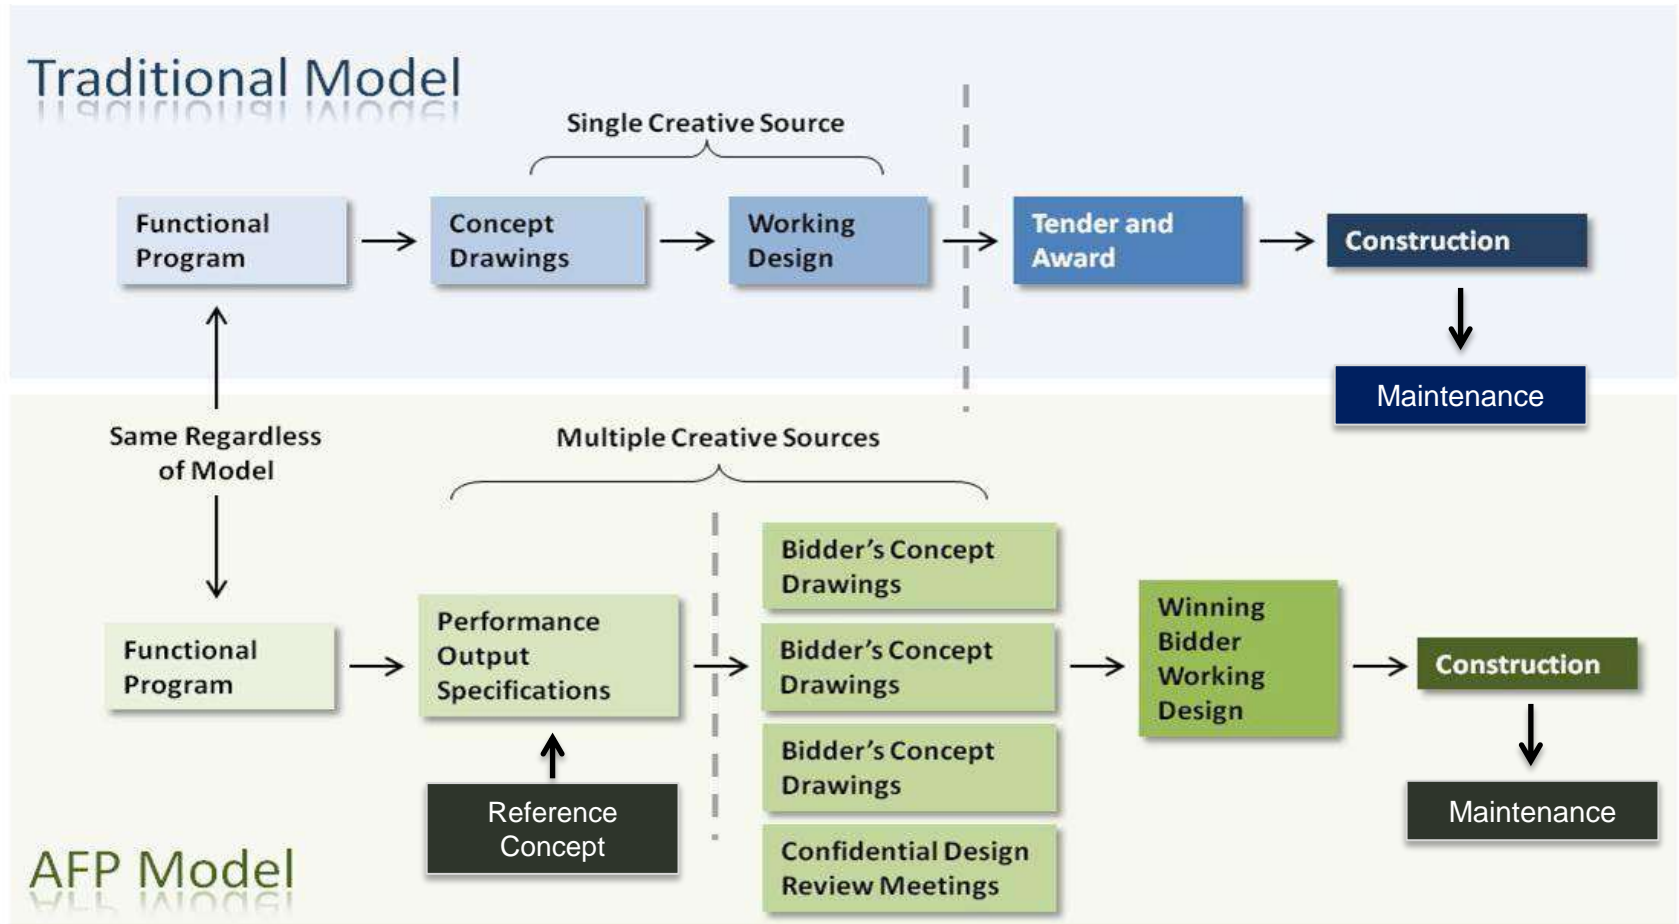 Traditional Model
Single Creative Source
Functional
Program
Concept
Drawings
Working
Design
Tender and
Award
Construction
Maintenance
Same Regardless
of Model
Multiple Creative Sources
Functional
Program
Performance
Output
Specifications
Reference
Concept
Bidder's Concept
Drawings
Bidder's Concept
Drawings
Bidder's Concept
Drawings
Confidential Design
Review Meetings
Winning
Bidder
Working
Design
Construction
Maintenance
AFP Model